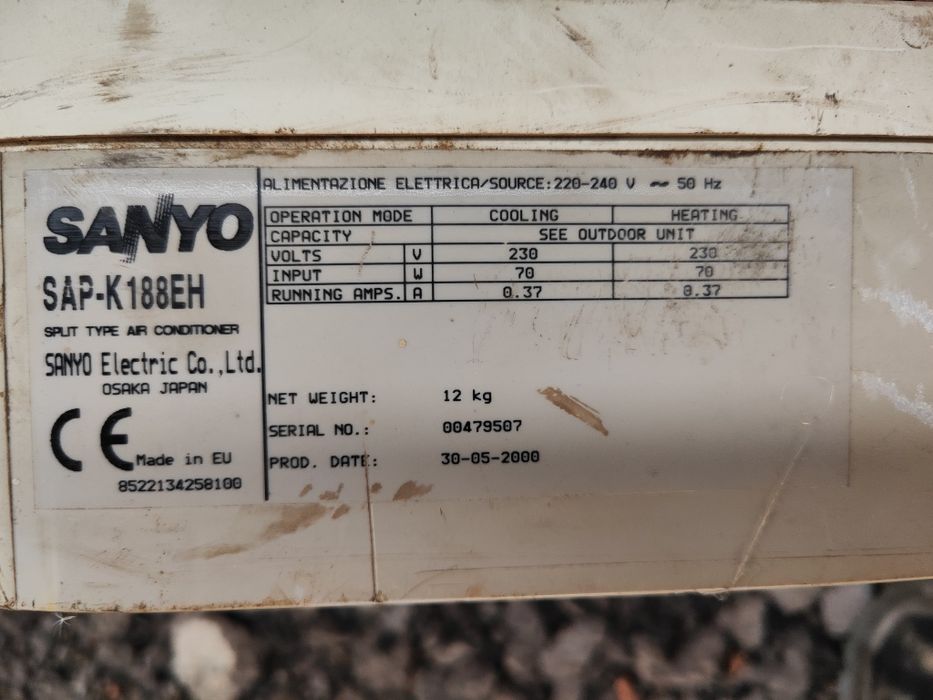 ALIMENTAZIONE ELETTRICA/SOURCE:220-240 V ~ 50 Hz
SANYO
SAP-K188EH
SPLIT TYPE AIR CONDITIONER
SANYO Electric Co.,Ltd.
OSAKA JAPAN
CE Made in EU
8522134258100
OPERATION MODE COOLING HEATING
CAPACITY SEE OUTDOOR UNIT
VOLTS V 230 230
INPUT W 70 70
RUNNING AMPS. A 0.37 0.37
NET WEIGHT: 12 kg
SERIAL NO.: 00479507
PROD. DATE: 30-05-2000